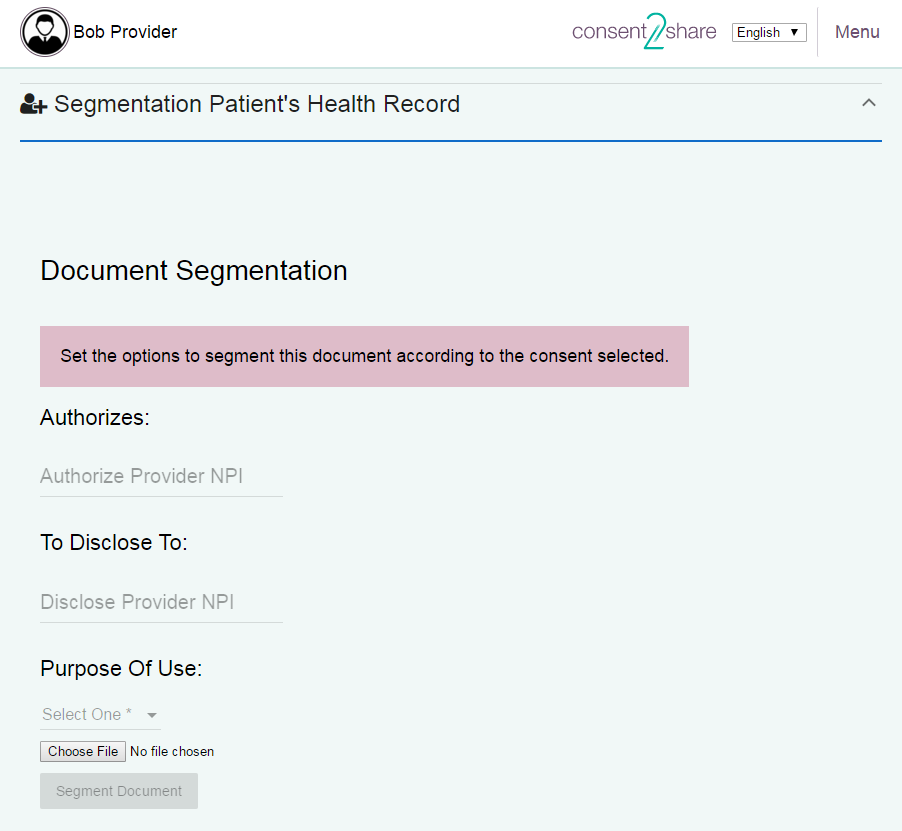 Bob Provider
consent2share
English ▼
Menu
Segmentation Patient's Health Record
Document Segmentation
Set the options to segment this document according to the consent selected.
Authorizes:
Authorize Provider NPI
To Disclose To:
Disclose Provider NPI
Purpose Of Use:
Select One *
Choose File No file chosen
Segment Document